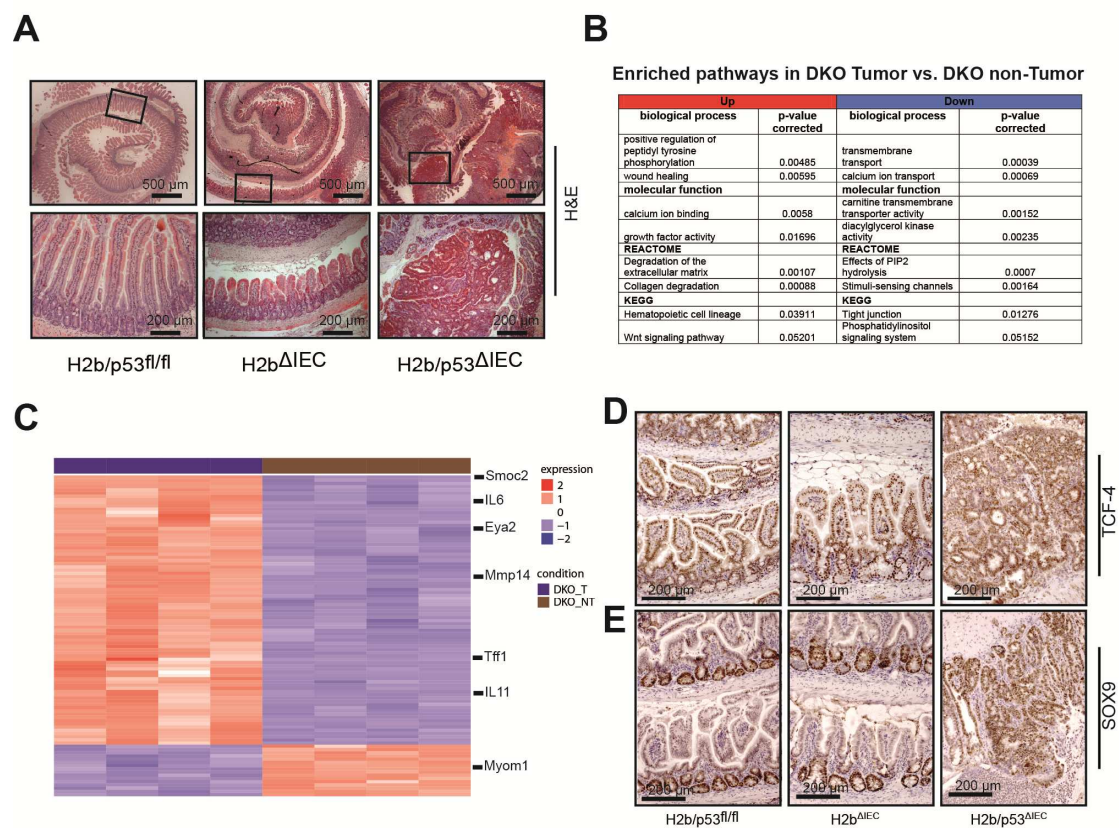 A
500 µm
500 µm
500 µm
200 µm
200 µm
200 µm
H&E
H2b/p53fl/fl
H2bΔIEC
H2b/p53ΔIEC
B
Enriched pathways in DKO Tumor vs. DKO non-Tumor
Up Down
biological process p-value corrected biological process p-value corrected
positive regulation of peptidyl tyrosine phosphorylation 0.00485 transmembrane transport 0.00039
wound healing 0.00595 calcium ion transport 0.00069
molecular function molecular function
calcium ion binding 0.0058 carnitine transmembrane transporter activity 0.00152
growth factor activity 0.01696 diacylglycerol kinase activity 0.00235
REACTOME REACTOME
Degradation of the extracellular matrix 0.00107 Effects of PIP2 hydrolysis 0.0007
Collagen degradation 0.00088 Stimuli-sensing channels 0.00164
KEGG KEGG
Hematopoietic cell lineage 0.03911 Tight junction 0.01276
Wnt signaling pathway 0.05201 Phosphatidylinositol signaling system 0.05152
C
Smoc2
IL6
Eya2
Mmp14
Tff1
IL11
Myom1
expression
2
1
0
−1
−2
condition
DKO_T
DKO_NT
D
200 µm
200 µm
200 µm
TCF-4
E
200 µm
200 µm
200 µm
SOX9
H2b/p53fl/fl
H2bΔIEC
H2b/p53ΔIEC